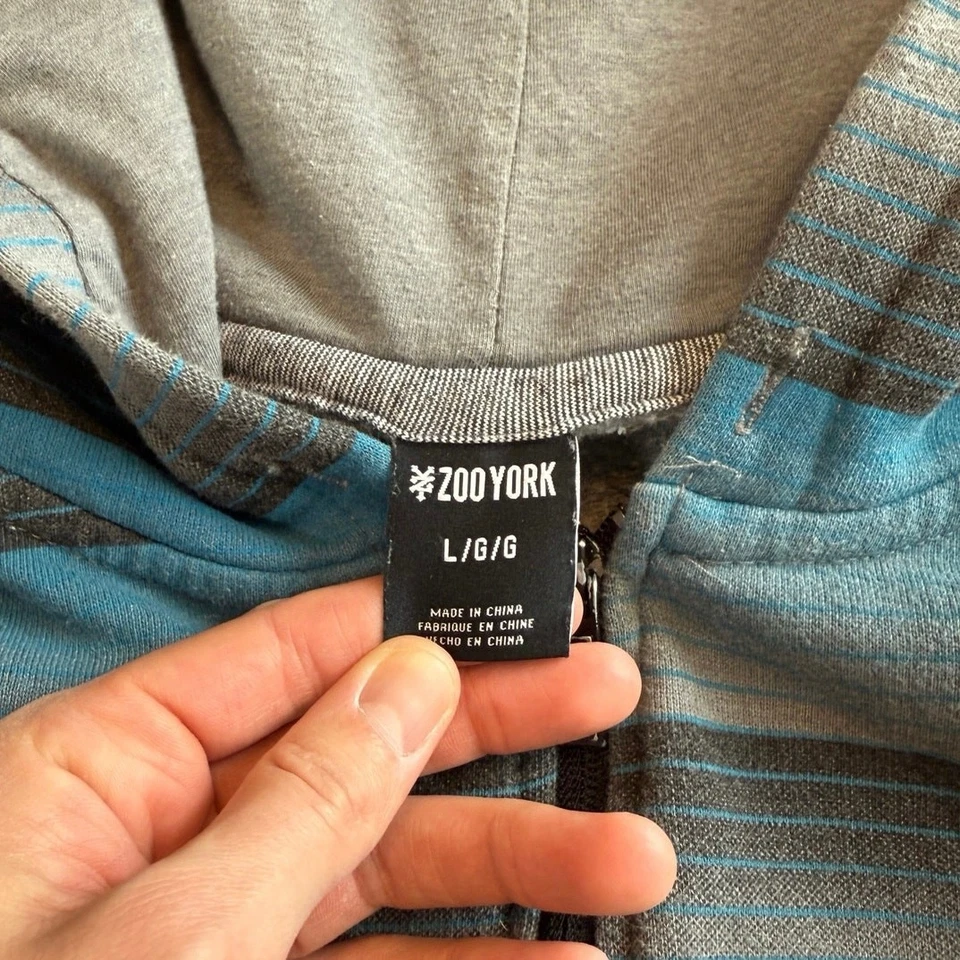 ZOO YORK
L/G/G
MADE IN CHINA
FABRIQUE EN CHINE
HECHO EN CHINA